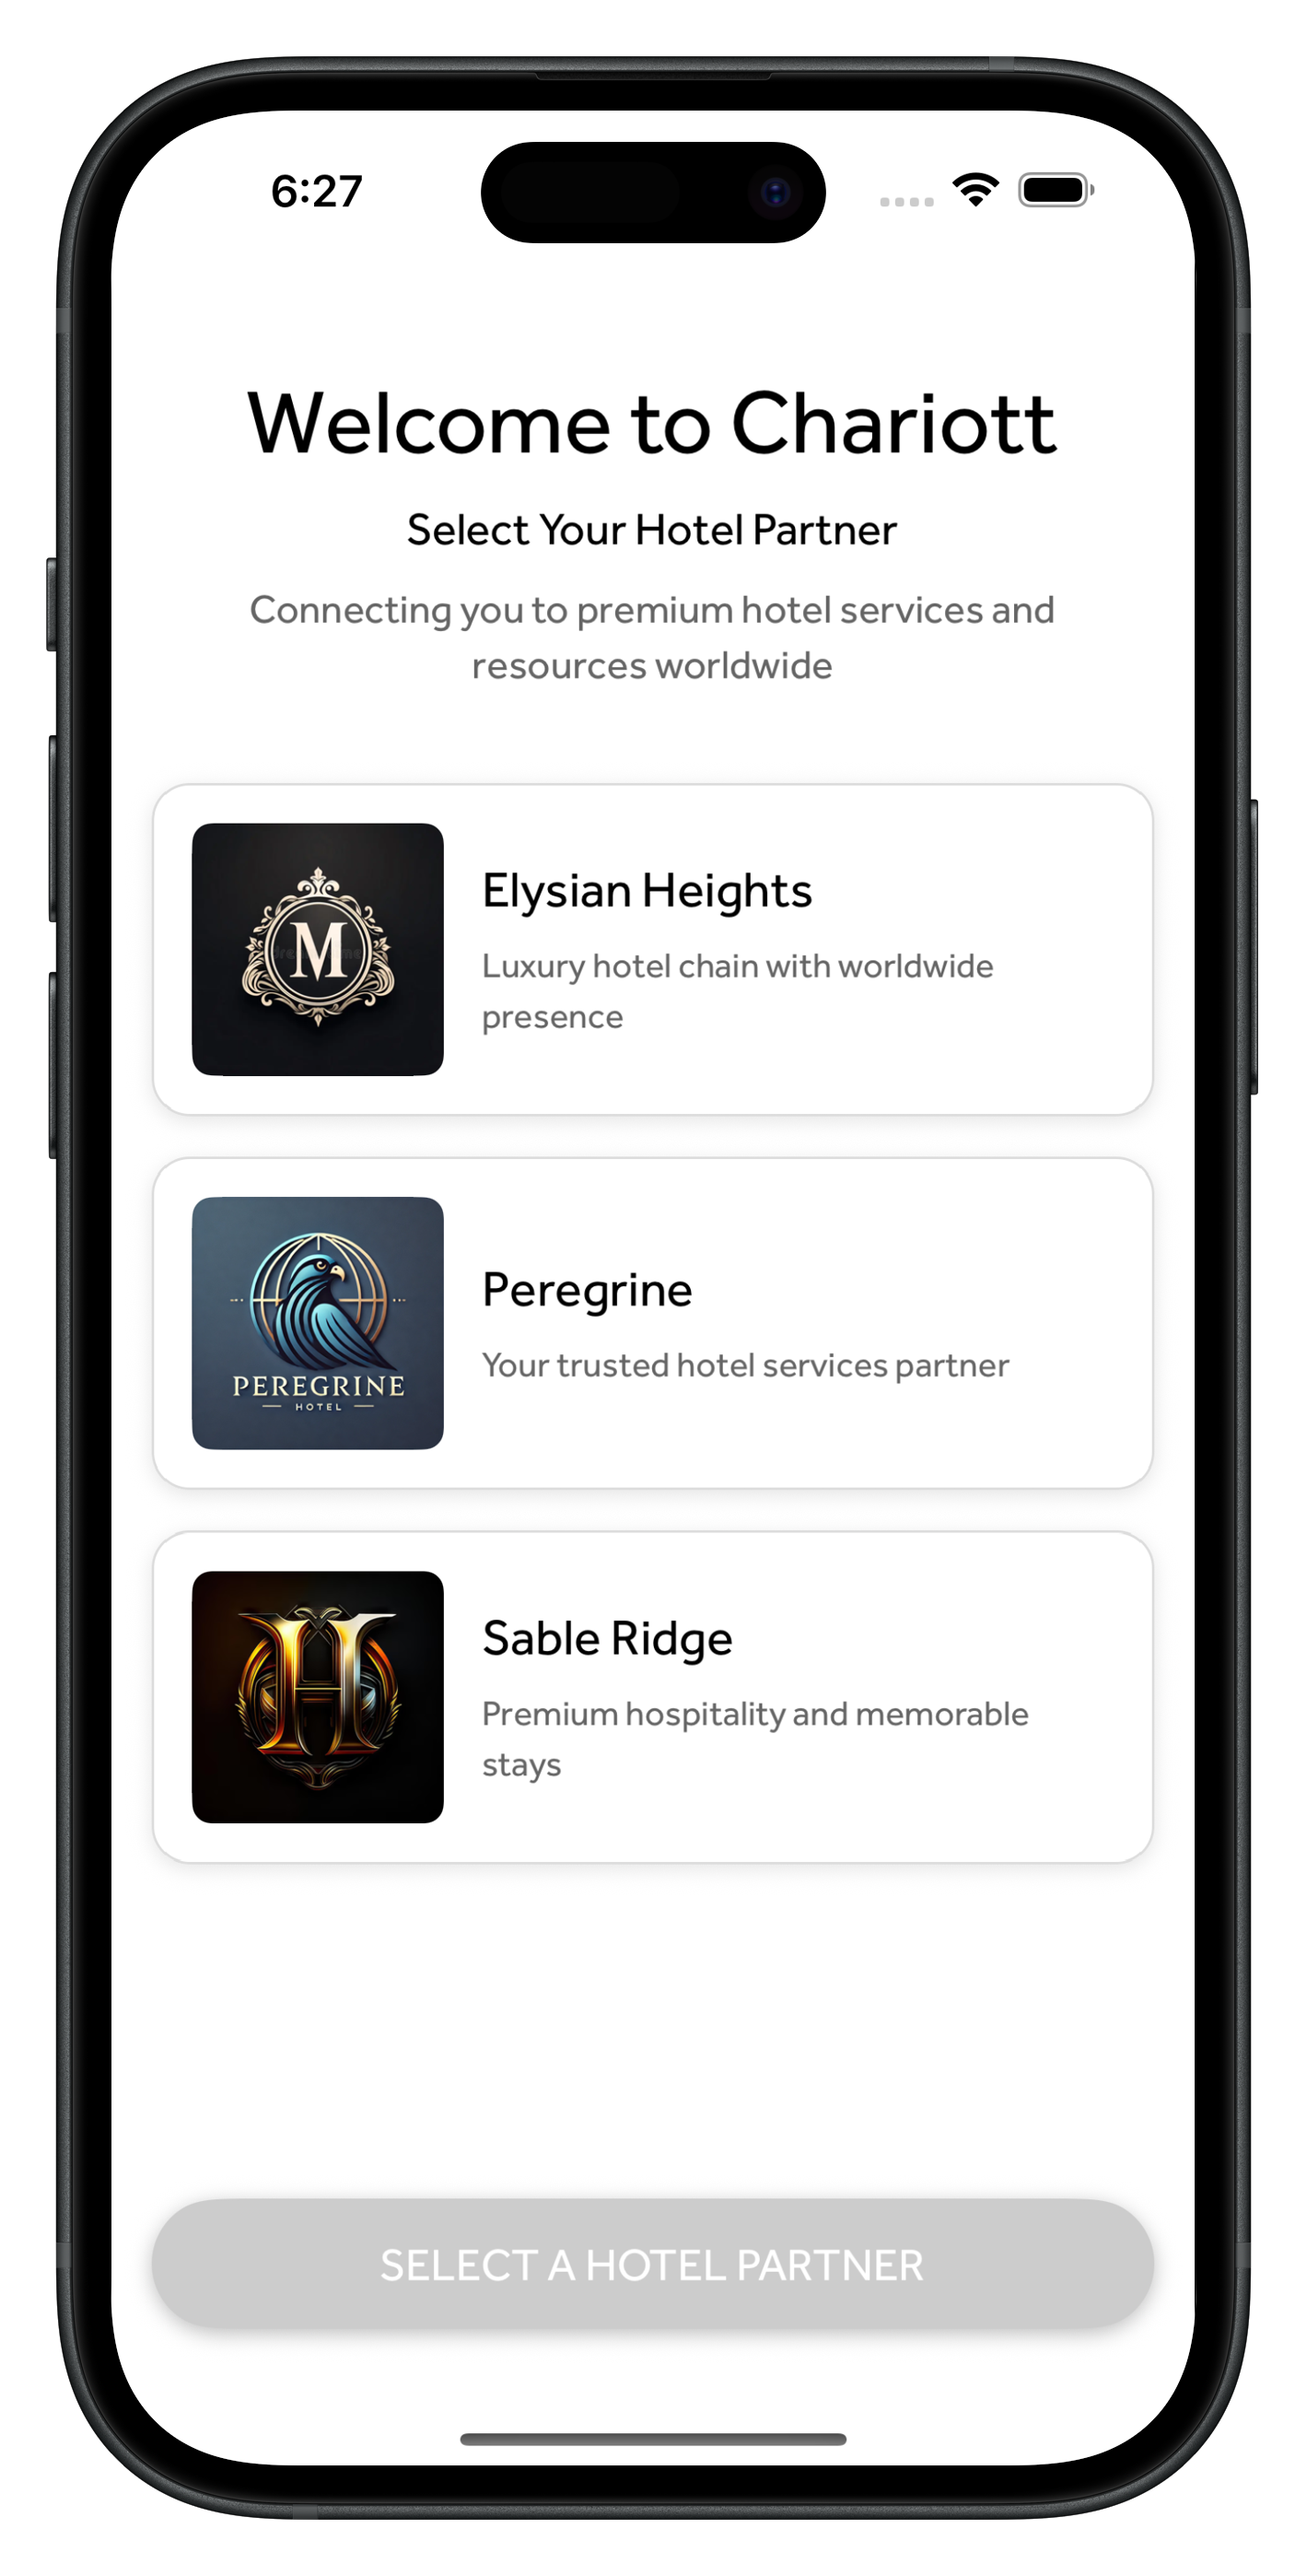 6:27
Welcome to Chariott
Select Your Hotel Partner
Connecting you to premium hotel services and
resources worldwide
M
Elysian Heights
Luxury hotel chain with worldwide
presence
PEREGRINE
HOTEL
Peregrine
Your trusted hotel services partner
H
Sable Ridge
Premium hospitality and memorable
stays
SELECT A HOTEL PARTNER